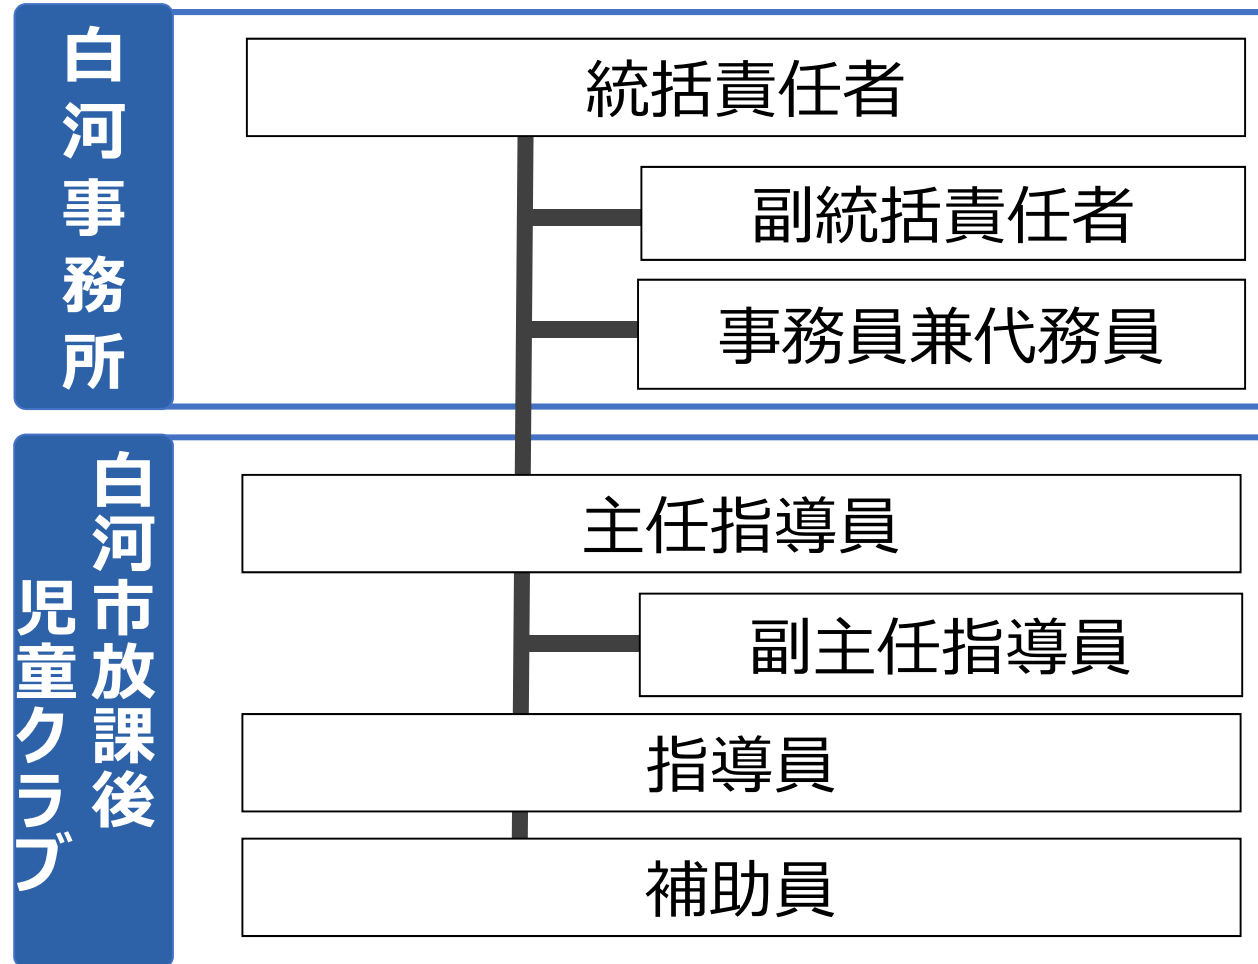 白河事務所
統括責任者
副統括責任者
事務員兼代務員
白河市放課後
児童クラブ
主任指導員
副主任指導員
指導員
補助員